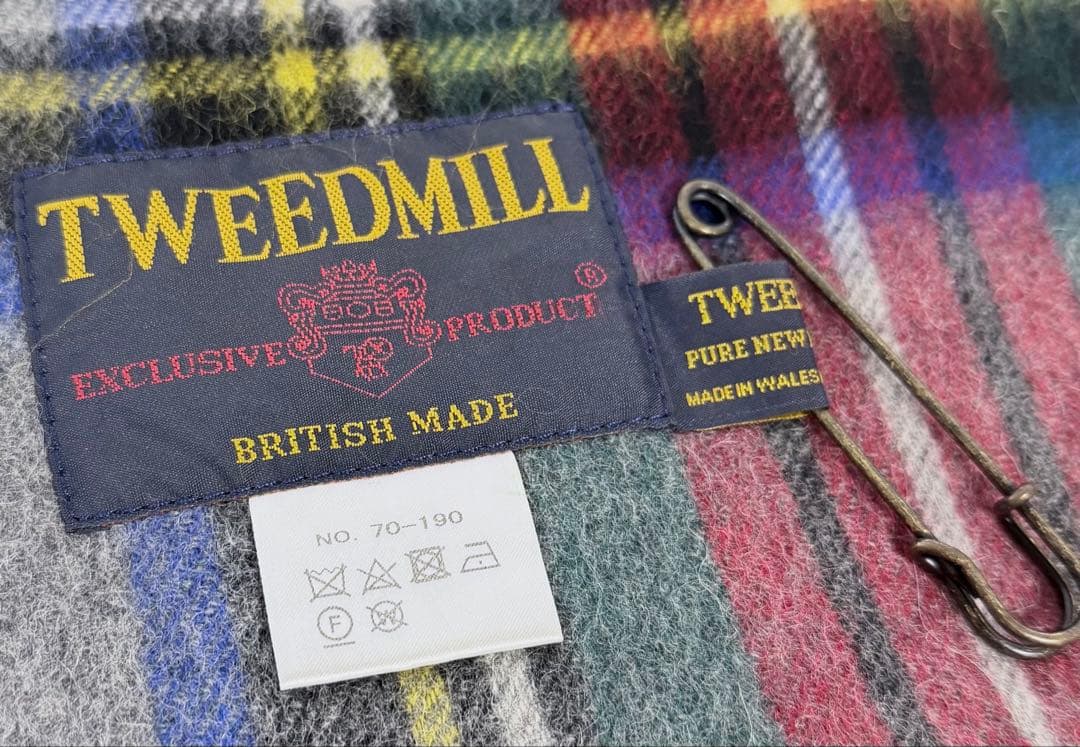 TWEEDMILL
EXCLUSIVE PRODUCT ®
BRITISH MADE
TWEE
PURE NEW
MADE IN WALES
NO. 70-190
F
W